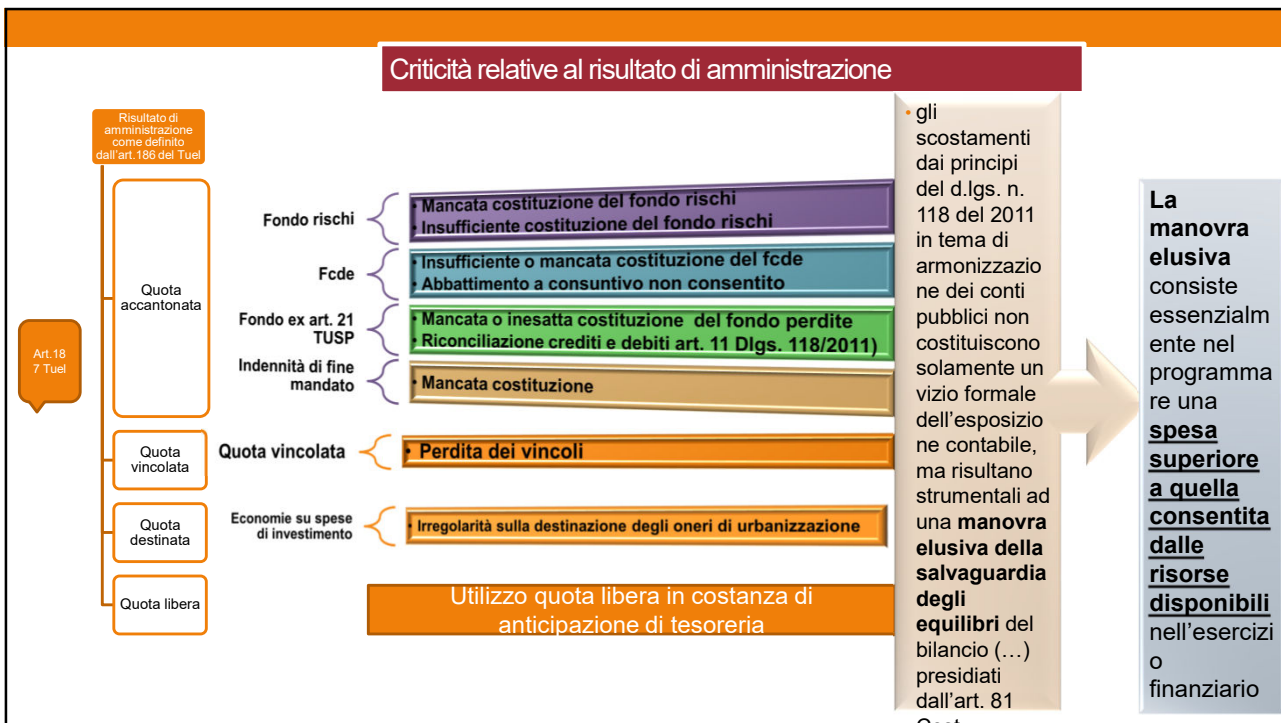 Criticità relative al risultato di amministrazione
Risultato di
amministrazione
come definito
dall'art.186 del Tuel
Art.18
7 Tuel
Quota
accantonata
Quota
vincolata
Quota
destinata
Quota libera
Fondo rischi
• Mancata costituzione del fondo rischi
• Insufficiente costituzione del fondo rischi
Fcde
• Insufficiente o mancata costituzione del fcde
• Abbattimento a consuntivo non consentito
Fondo ex art. 21
TUSP
• Mancata o inesatta costituzione del fondo perdite
• Riconciliazione crediti e debiti art. 11 Dlgs. 118/2011)
Indennità di fine
mandato
• Mancata costituzione
Quota vincolata
• Perdita dei vincoli
Economie su spese
di investimento
• Irregolarità sulla destinazione degli oneri di urbanizzazione
Utilizzo quota libera in costanza di
anticipazione di tesoreria
• gli
scostamenti
dai principi
del d.lgs. n.
118 del 2011
in tema di
armonizzazio
ne dei conti
pubblici non
costituiscono
solamente un
vizio formale
dell'esposizio
ne contabile,
ma risultano
strumentali ad
una manovra
elusiva della
salvaguardia
degli
equilibri del
bilancio (…)
presidiati
dall'art. 81
La
manovra
elusiva
consiste
essenzialm
ente nel
programma
re una
spesa
superiore
a quella
consentita
dalle
risorse
disponibili
nell'esercizi
o
finanziario